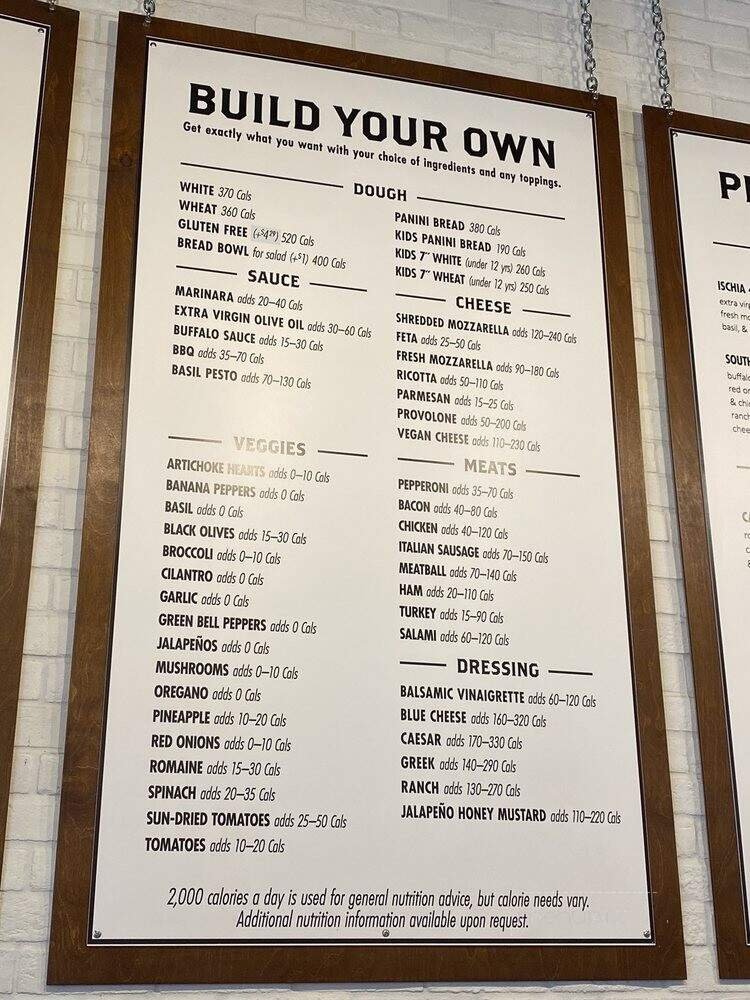 BUILD YOUR OWN
Get exactly what you want with your choice of ingredients and any toppings.
DOUGH
WHITE 370 Cals
WHEAT 360 Cals
GLUTEN FREE (+$4²⁹) 520 Cals
BREAD BOWL for salad (+$1) 400 Cals
PANINI BREAD 380 Cals
KIDS PANINI BREAD 190 Cals
KIDS 7" WHITE (under 12 yrs) 260 Cals
KIDS 7" WHEAT (under 12 yrs) 250 Cals
SAUCE
MARINARA adds 20–40 Cals
EXTRA VIRGIN OLIVE OIL adds 30–60 Cals
BUFFALO SAUCE adds 15–30 Cals
BBQ adds 35–70 Cals
BASIL PESTO adds 70–130 Cals
CHEESE
SHREDDED MOZZARELLA adds 120–240 Cals
FETA adds 25–50 Cals
FRESH MOZZARELLA adds 90–180 Cals
RICOTTA adds 50–110 Cals
PARMESAN adds 15–25 Cals
PROVOLONE adds 50–200 Cals
VEGAN CHEESE adds 110–230 Cals
VEGGIES
ARTICHOKE HEARTS adds 0–10 Cals
BANANA PEPPERS adds 0 Cals
BASIL adds 0 Cals
BLACK OLIVES adds 15–30 Cals
BROCCOLI adds 0–10 Cals
CILANTRO adds 0 Cals
GARLIC adds 0 Cals
GREEN BELL PEPPERS adds 0 Cals
JALAPEÑOS adds 0 Cals
MUSHROOMS adds 0–10 Cals
OREGANO adds 0 Cals
PINEAPPLE adds 10–20 Cals
RED ONIONS adds 0–10 Cals
ROMAINE adds 15–30 Cals
SPINACH adds 20–35 Cals
SUN-DRIED TOMATOES adds 25–50 Cals
TOMATOES adds 10–20 Cals
MEATS
PEPPERONI adds 35–70 Cals
BACON adds 40–80 Cals
CHICKEN adds 40–120 Cals
ITALIAN SAUSAGE adds 70–150 Cals
MEATBALL adds 70–140 Cals
HAM adds 20–110 Cals
TURKEY adds 15–90 Cals
SALAMI adds 60–120 Cals
DRESSING
BALSAMIC VINAIGRETTE adds 60–120 Cals
BLUE CHEESE adds 160–320 Cals
CAESAR adds 170–330 Cals
GREEK adds 140–290 Cals
RANCH adds 130–270 Cals
JALAPEÑO HONEY MUSTARD adds 110–220 Cals
2,000 calories a day is used for general nutrition advice, but calorie needs vary.
Additional nutrition information available upon request.
ISCHIA
extra
fresh
basil, &
red
&